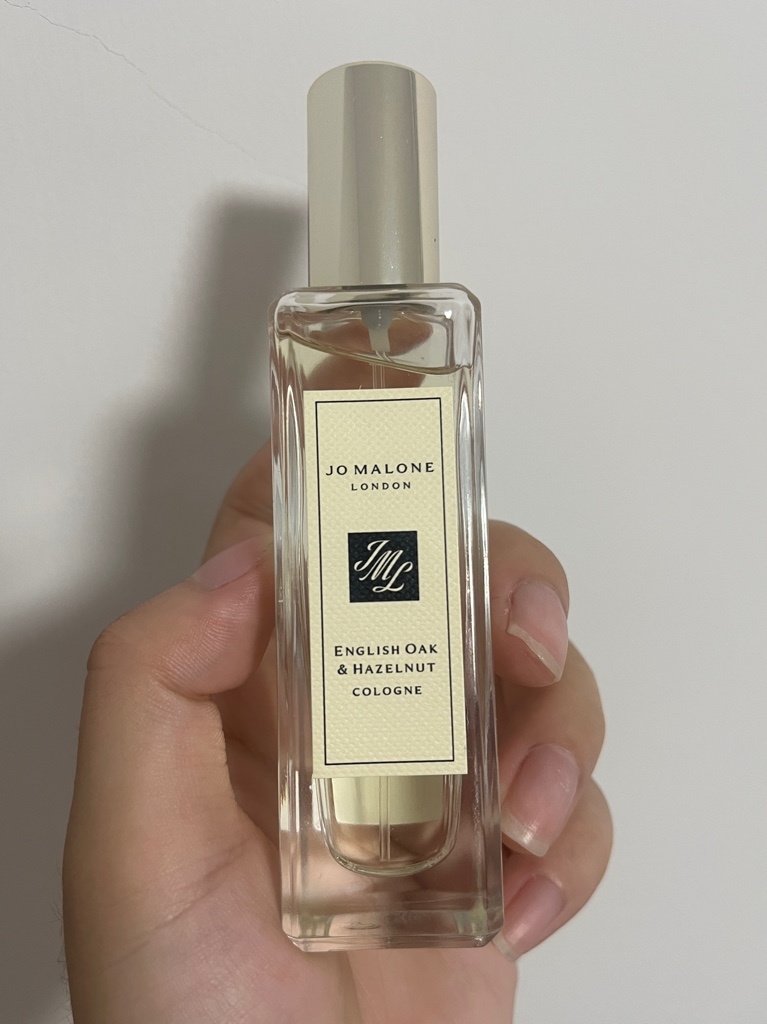 JO MALONE
LONDON
JML
ENGLISH OAK
& HAZELNUT
COLOGNE